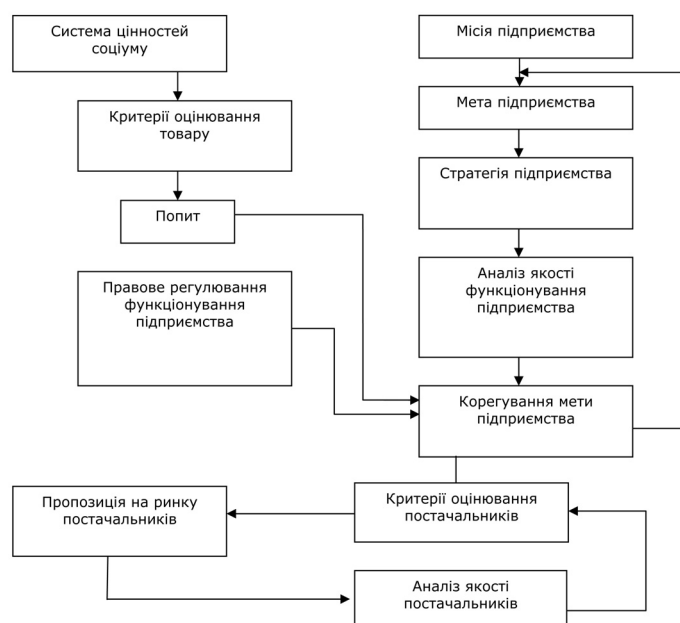 Система цінностей
соціуму
Критерії оцінювання
товару
Попит
Правове регулювання
функціонування
підприємства
Місія підприємства
Мета підприємства
Стратегія підприємства
Аналіз якості
функціонування
підприємства
Корегування мети
підприємства
Критерії оцінювання
постачальників
Пропозиція на ринку
постачальників
Аналіз якості
постачальників